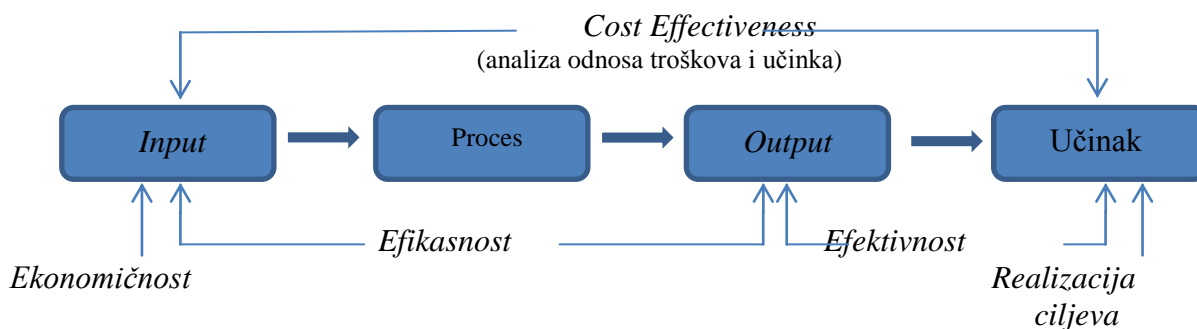 Cost Effectiveness
(analiza odnosa troškova i učinka)
Input
Proces
Output
Učinak
Efikasnost
Efektivnost
Ekonomičnost
Realizacija
ciljeva